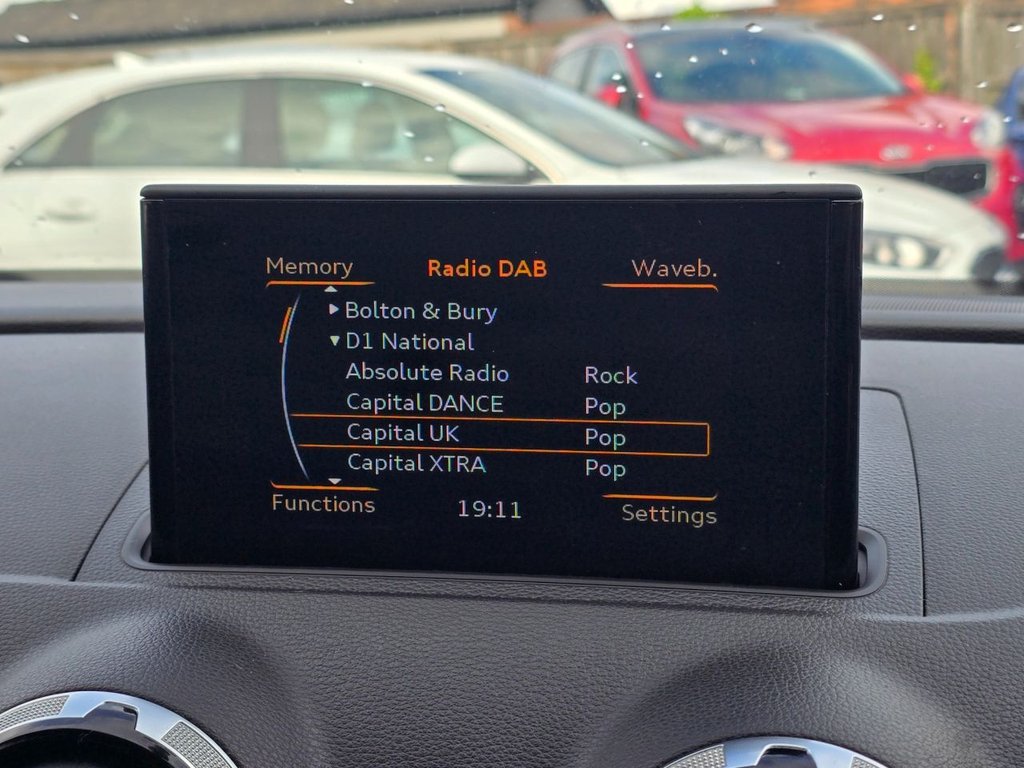 Memory Radio DAB Waveb.
Bolton & Bury
D1 National
Absolute Radio Rock
Capital DANCE Pop
Capital UK Pop
Capital XTRA Pop
Functions 19:11 Settings